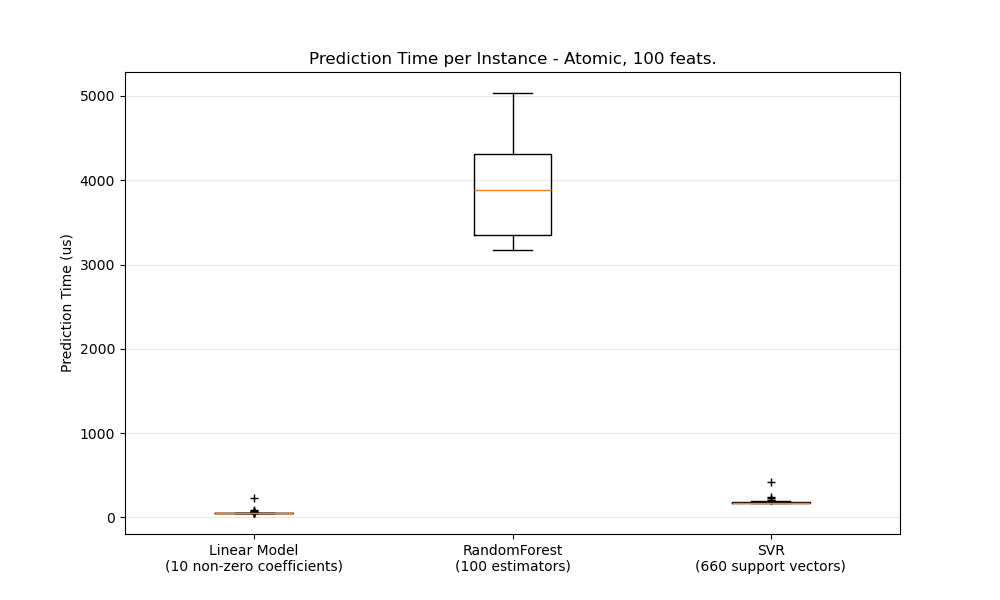 Prediction Time per Instance - Atomic, 100 feats.
Prediction Time (us)
5000
4000
3000
2000
1000
0
Linear Model
(10 non-zero coefficients)
RandomForest
(100 estimators)
SVR
(660 support vectors)